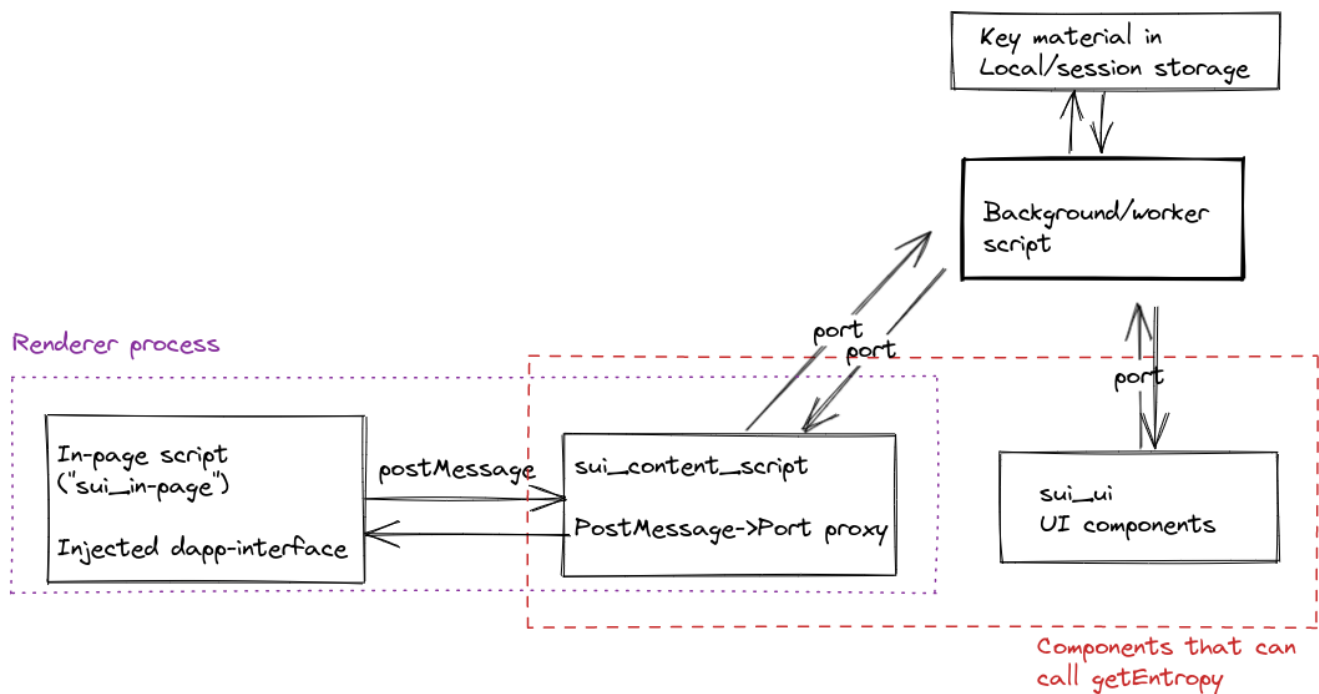 Key material in
Local/session storage
Background/worker
script
port
port
port
Renderer process
In-page script
("sui_in-page")
Injected dapp-interface
postMessage
sui_content_script
PostMessage->Port proxy
sui_ui
UI components
Components that can
call getEntropy